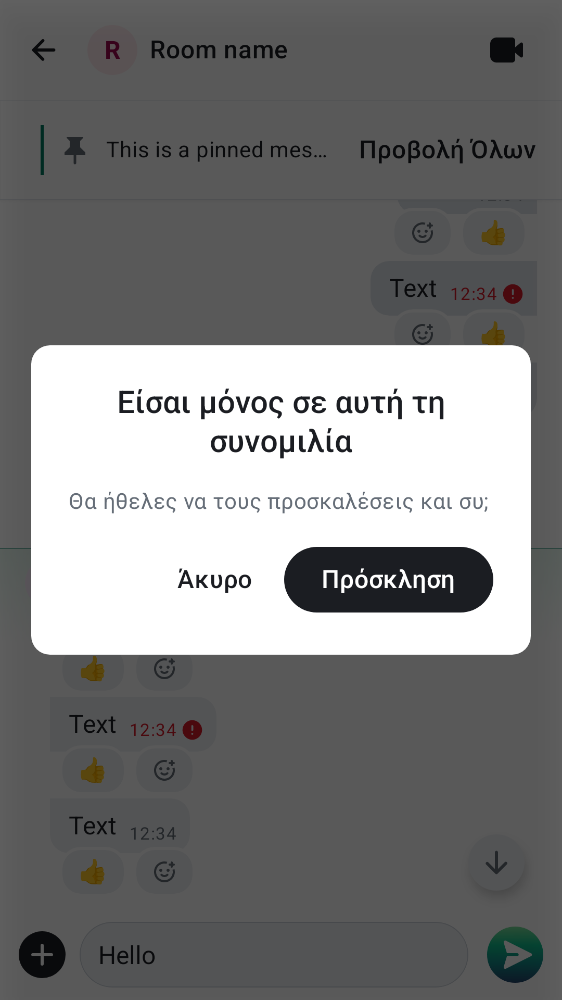 R Room name
This is a pinned mes... Προβολή Όλων
Text 12:34
Είσαι μόνος σε αυτή τη
συνομιλία
Θα ήθελες να τους προσκαλέσεις και συ;
Άκυρο Πρόσκληση
Text 12:34
Text 12:34
Hello